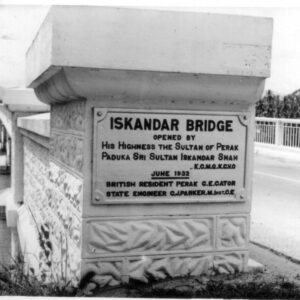 ISKANDAR BRIDGE
OPENED BY
HIS HIGHNESS THE SULTAN OF PERAK
PADUKA SRI SULTAN ISKANDAR SHAH
K.C.M.G. K.C.V.O
JUNE 1932
BRITISH RESIDENT PERAK G.E.CATOR
STATE ENGINEER C.J.PARKER.M.INST.C.E